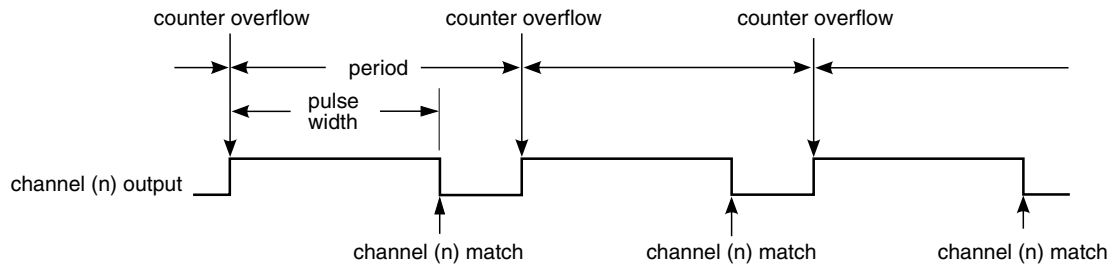 counter overflow
counter overflow
counter overflow
period
pulse
width
channel (n) output
channel (n) match
channel (n) match
channel (n) match